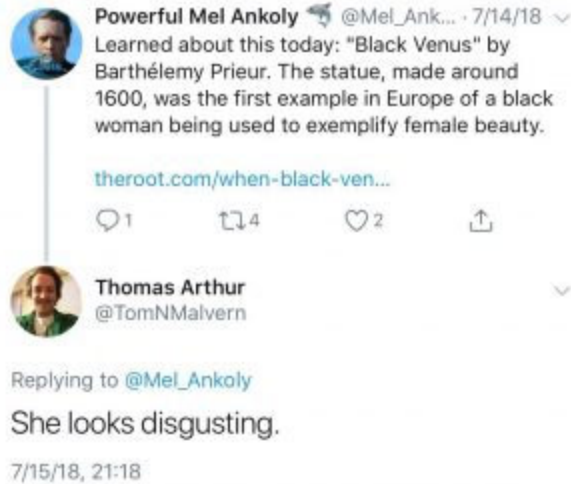 Powerful Mel Ankoly @Mel_Ank... · 7/14/18
Learned about this today: "Black Venus" by
Barthélemy Prieur. The statue, made around
1600, was the first example in Europe of a black
woman being used to exemplify female beauty.
theroot.com/when-black-ven...
1 4 2
Thomas Arthur
@TomNMalvern
Replying to @Mel_Ankoly
She looks disgusting.
7/15/18, 21:18